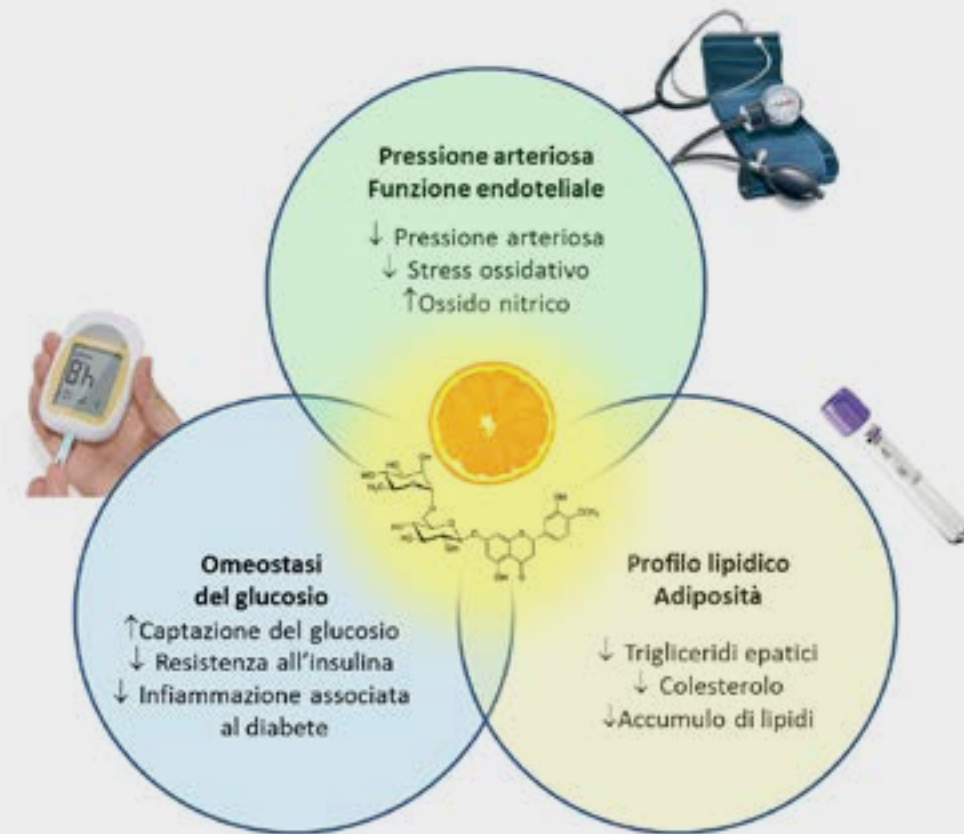 Pressione arteriosa
Funzione endoteliale
↓ Pressione arteriosa
↓ Stress ossidativo
↑Ossido nitrico
Omeostasi
del glucosio
↑Captazione del glucosio
↓ Resistenza all'insulina
↓ Infiammazione associata
al diabete
Profilo lipidico
Adiposità
↓ Trigliceridi epatici
↓ Colesterolo
↓Accumulo di lipidi